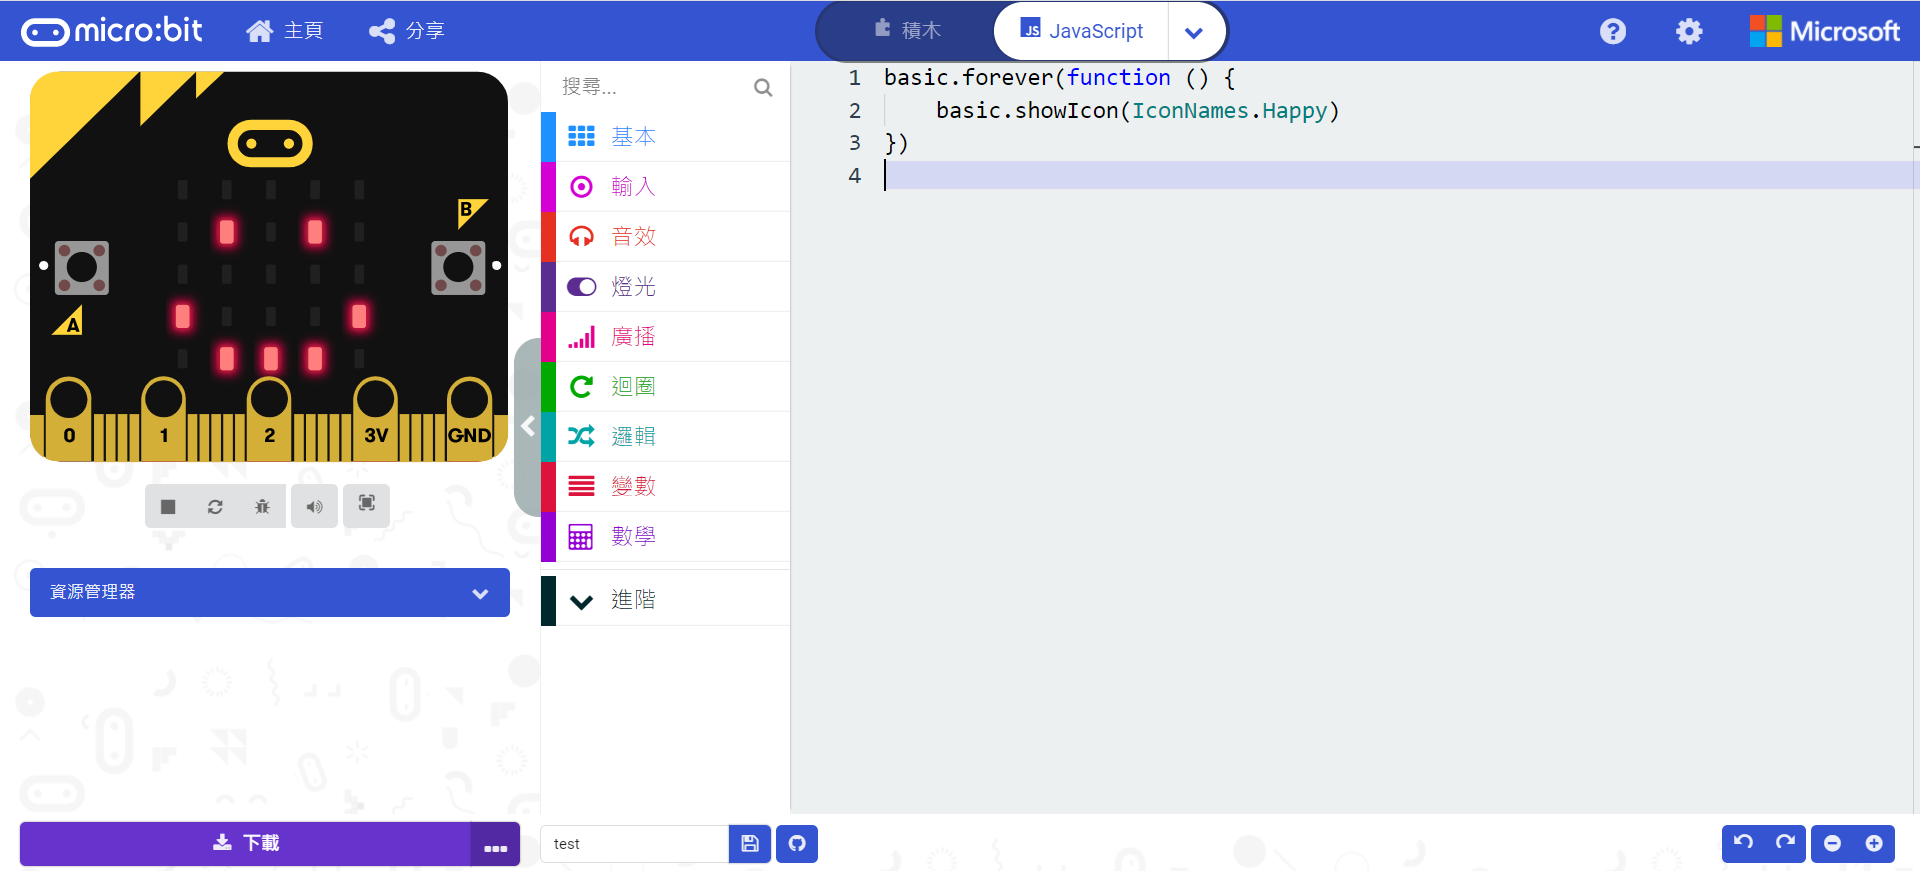 micro:bit
主頁
分享
積木
JS JavaScript
Microsoft
B
A
0
1
2
3V
GND
資源管理器
下載
搜尋...
基本
輸入
音效
燈光
廣播
迴圈
邏輯
變數
數學
進階
1 basic.forever(function () {
2     basic.showIcon(IconNames.Happy)
3 })
4
test